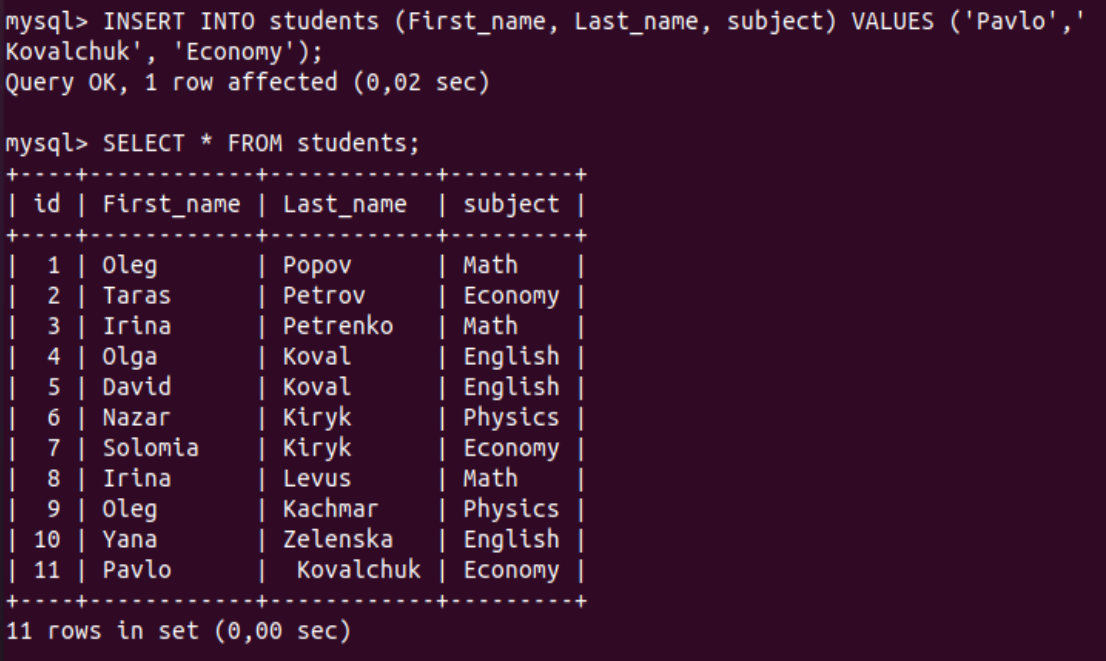 mysql> INSERT INTO students (First_name, Last_name, subject) VALUES ('Pavlo','
Kovalchuk', 'Economy');
Query OK, 1 row affected (0,02 sec)

mysql> SELECT * FROM students;
+----+------------+------------+---------+
| id | First_name | Last_name  | subject |
+----+------------+------------+---------+
|  1 | Oleg       | Popov      | Math    |
|  2 | Taras      | Petrov     | Economy |
|  3 | Irina      | Petrenko   | Math    |
|  4 | Olga       | Koval      | English |
|  5 | David      | Koval      | English |
|  6 | Nazar      | Kiryk      | Physics |
|  7 | Solomia    | Kiryk      | Economy |
|  8 | Irina      | Levus      | Math    |
|  9 | Oleg       | Kachmar    | Physics |
| 10 | Yana       | Zelenska   | English |
| 11 | Pavlo      |  Kovalchuk | Economy |
+----+------------+------------+---------+
11 rows in set (0,00 sec)